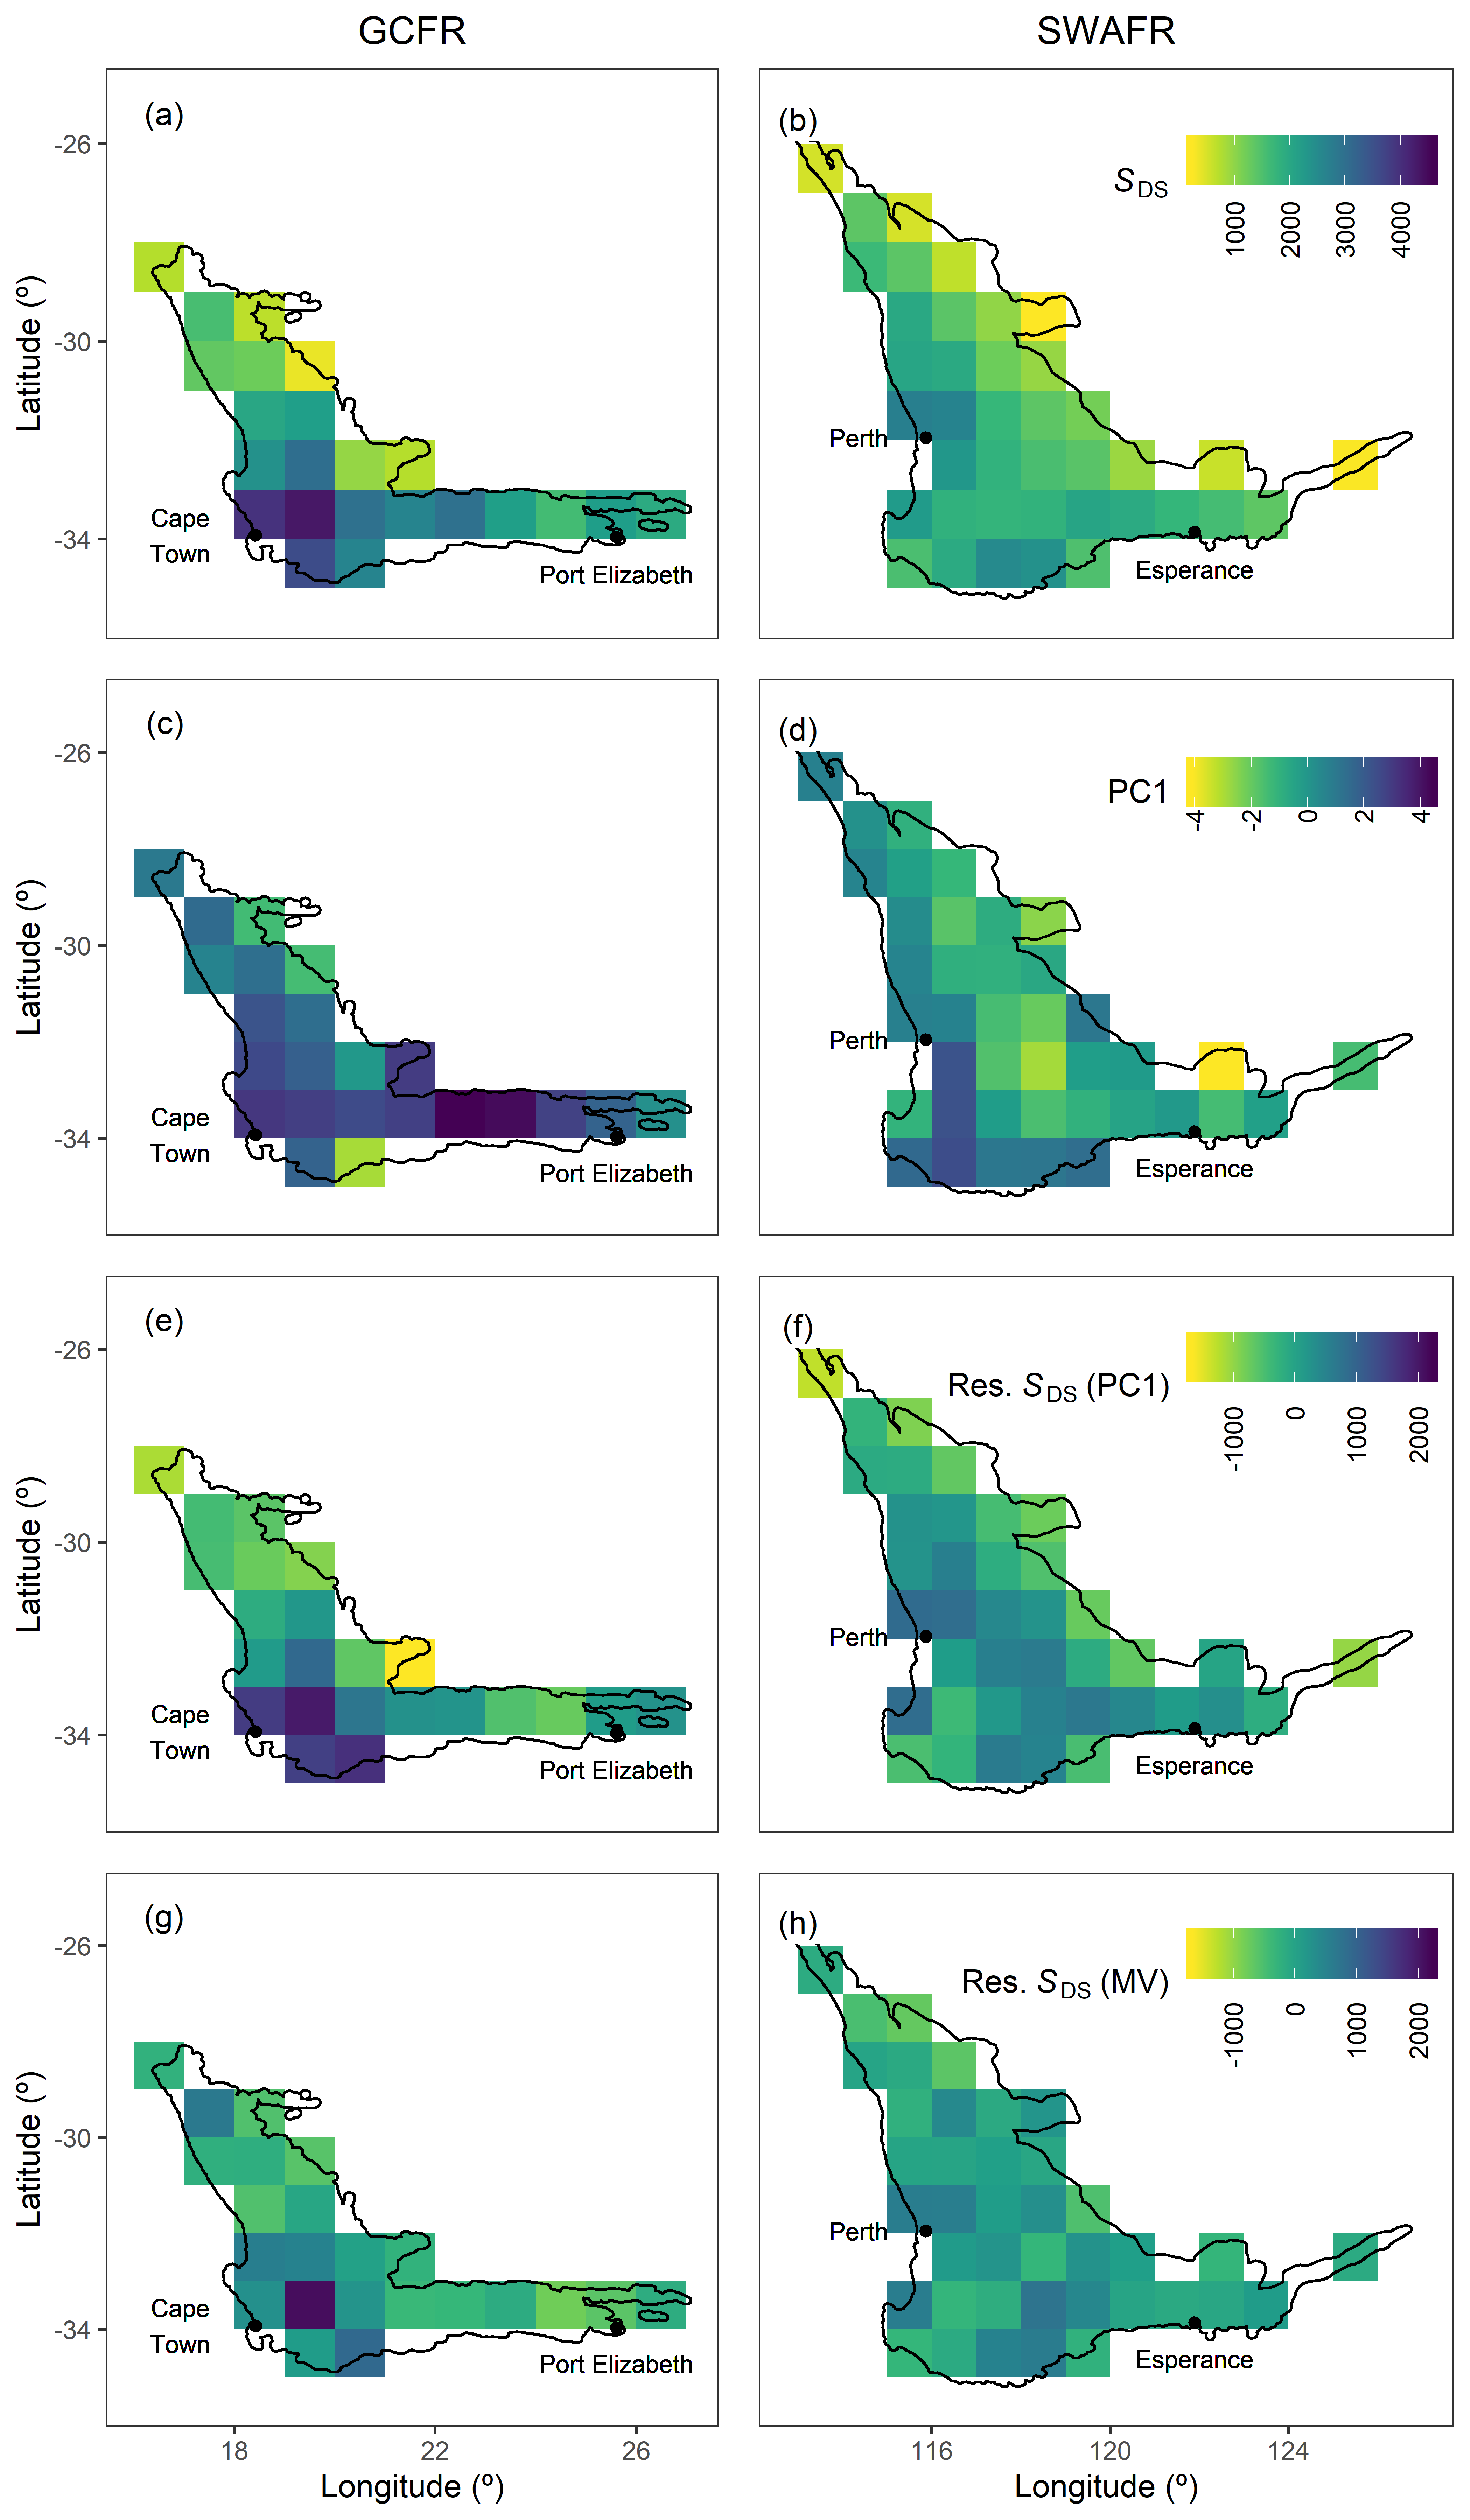 GCFR
SWAFR
(a)
-26
-30
-34
Latitude (º)
Cape
Town
Port Elizabeth
(b)
SDS
1000
2000
3000
4000
Perth
Esperance
(c)
-26
-30
-34
Latitude (º)
Cape
Town
Port Elizabeth
(d)
PC1
-4
-2
0
2
4
Perth
Esperance
(e)
-26
-30
-34
Latitude (º)
Cape
Town
Port Elizabeth
(f)
Res. SDS (PC1)
-1000
0
1000
2000
Perth
Esperance
(g)
-26
-30
-34
Latitude (º)
Cape
Town
Port Elizabeth
18
22
26
Longitude (º)
(h)
Res. SDS (MV)
-1000
0
1000
2000
Perth
Esperance
116
120
124
Longitude (º)